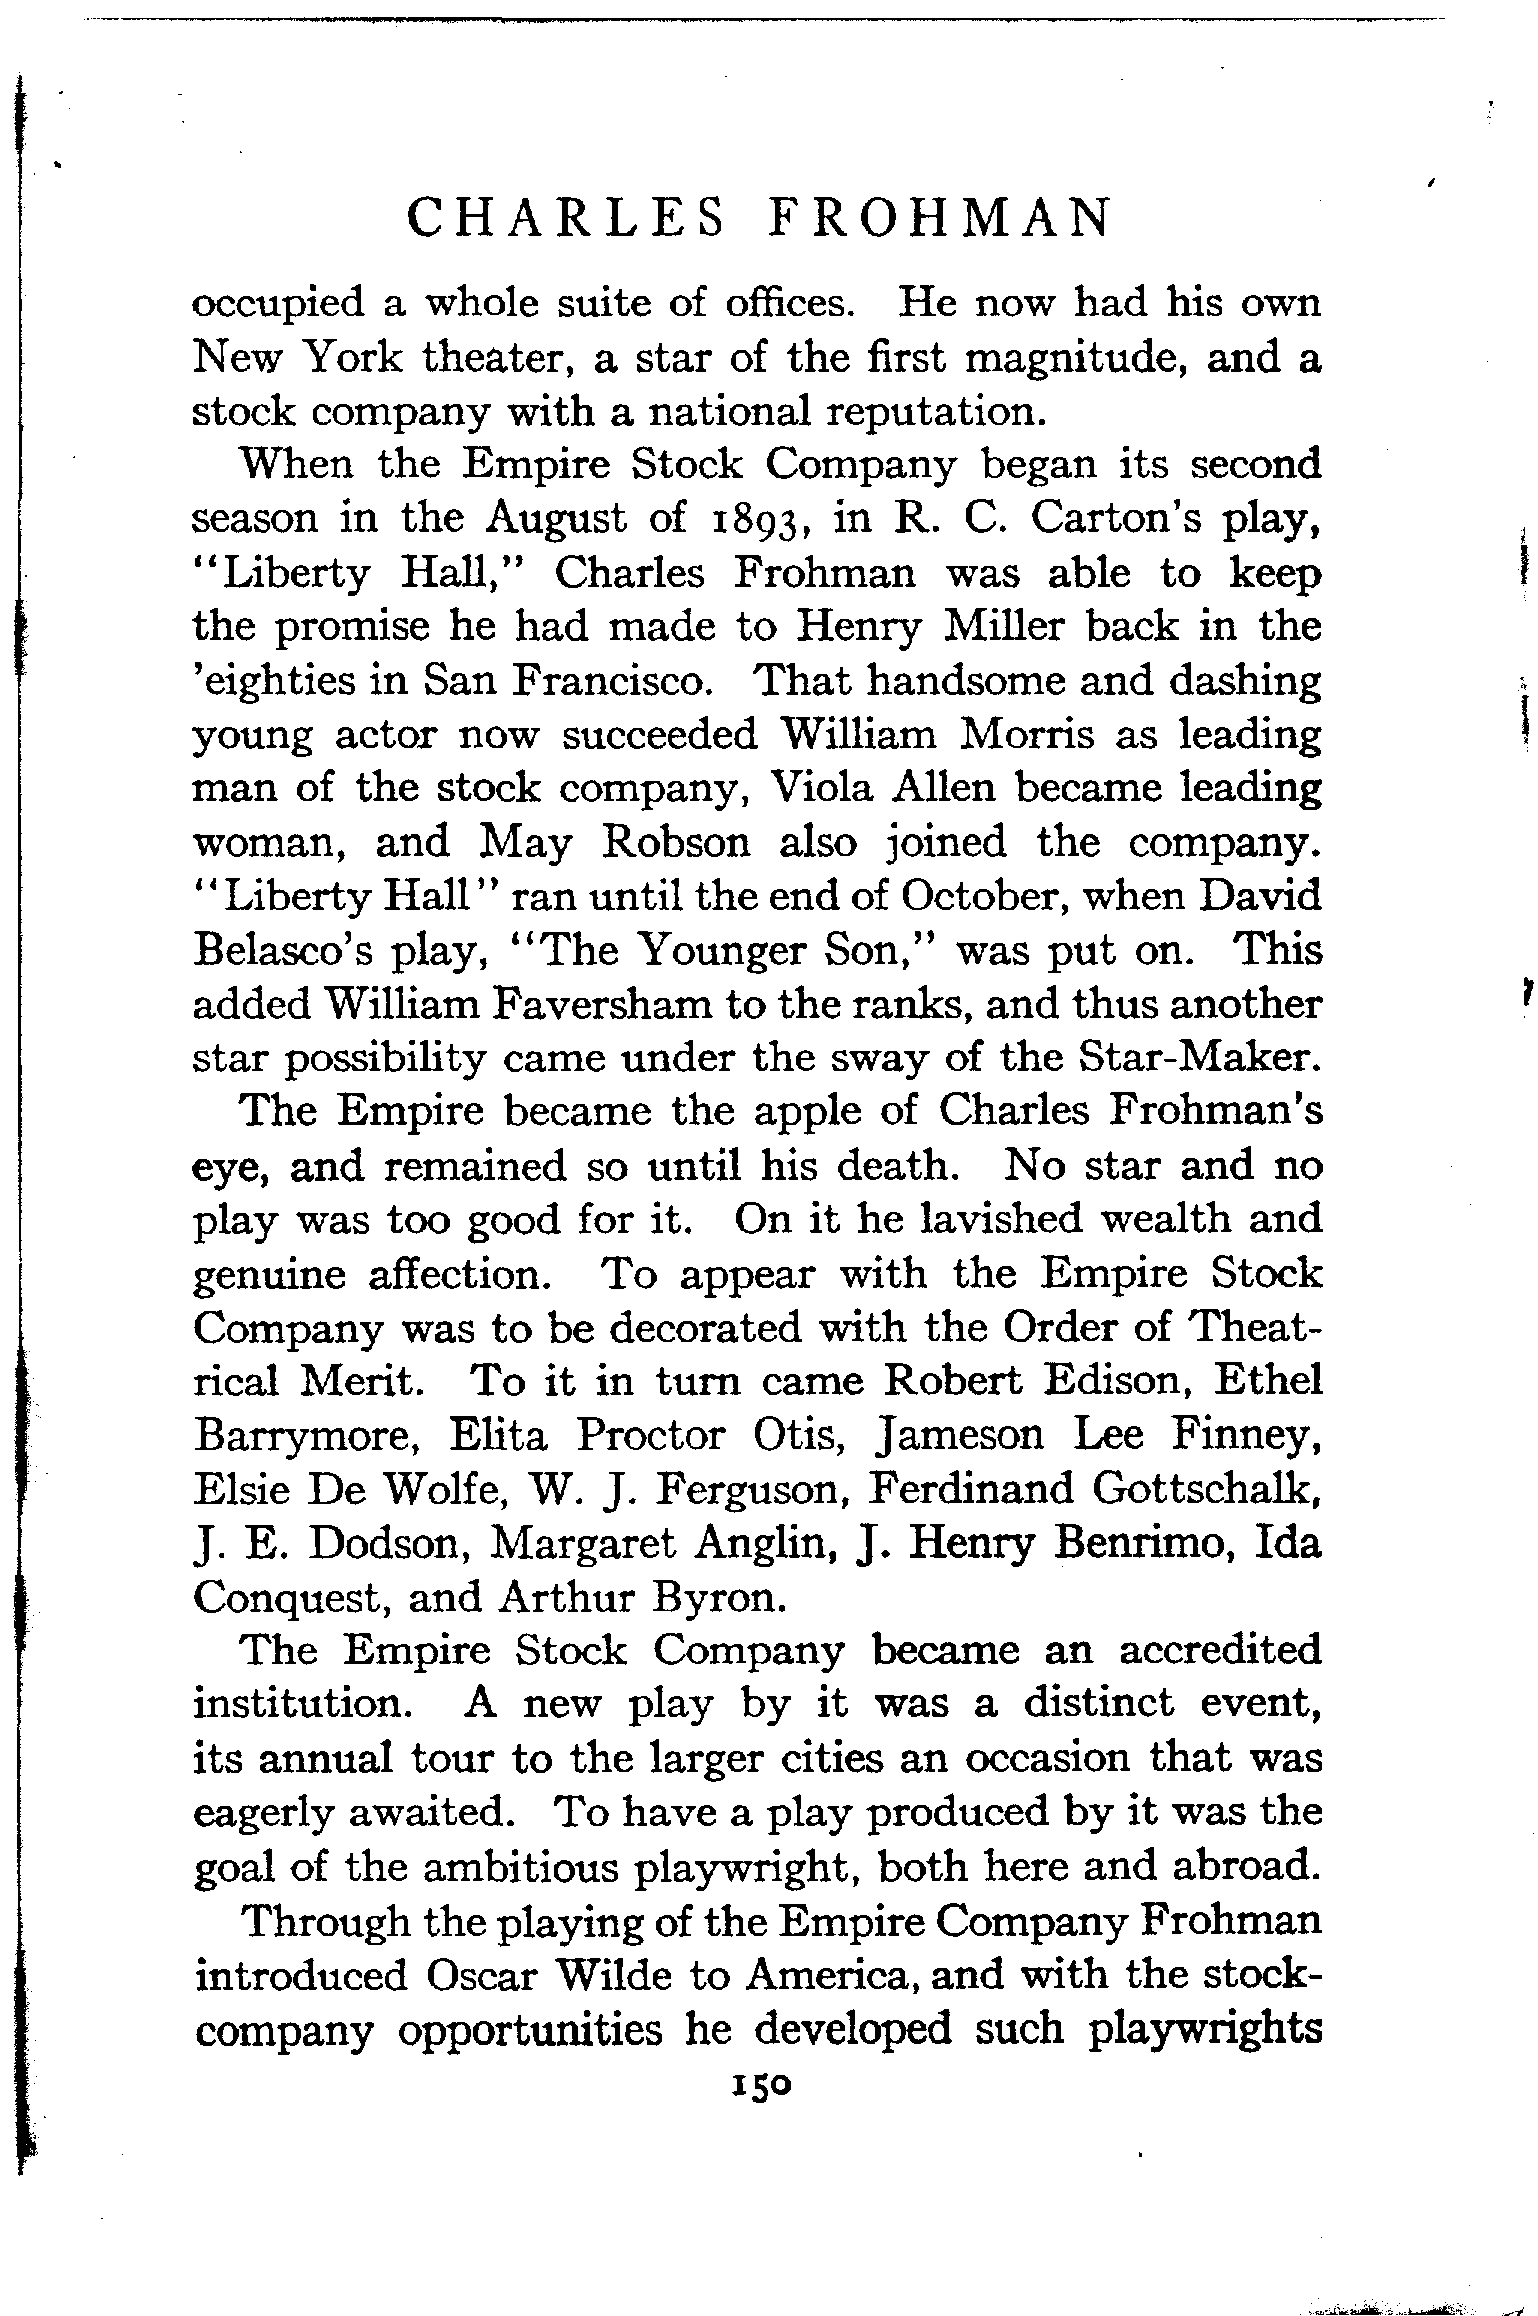 CHARLES FROHMAN
occupied a whole suite of offices. He now had his own
New York theater, a star of the first magnitude, and a
stock company with a national reputation.
When the Empire Stock Company began its second
season in the August of 1893, in R. C. Carton's play,
"Liberty Hall," Charles Frohman was able to keep
the promise he had made to Henry Miller back in the
'eighties in San Francisco. That handsome and dashing
young actor now succeeded William Morris as leading
man of the stock company, Viola Allen became leading
woman, and May Robson also joined the company.
"Liberty Hall" ran until the end of October, when David
Belasco's play, "The Younger Son," was put on. This
added William Faversham to the ranks, and thus another
star possibility came under the sway of the Star-Maker.
The Empire became the apple of Charles Frohman's
eye, and remained so until his death. No star and no
play was too good for it. On it he lavished wealth and
genuine affection. To appear with the Empire Stock
Company was to be decorated with the Order of Theat-
rical Merit. To it in turn came Robert Edison, Ethel
Barrymore, Elita Proctor Otis, Jameson Lee Finney,
Elsie De Wolfe, W. J. Ferguson, Ferdinand Gottschalk,
J. E. Dodson, Margaret Anglin, J. Henry Benrimo, Ida
Conquest, and Arthur Byron.
The Empire Stock Company became an accredited
institution. A new play by it was a distinct event,
its annual tour to the larger cities an occasion that was
eagerly awaited. To have a play produced by it was the
goal of the ambitious playwright, both here and abroad.
Through the playing of the Empire Company Frohman
introduced Oscar Wilde to America, and with the stock-
company opportunities he developed such playwrights
150